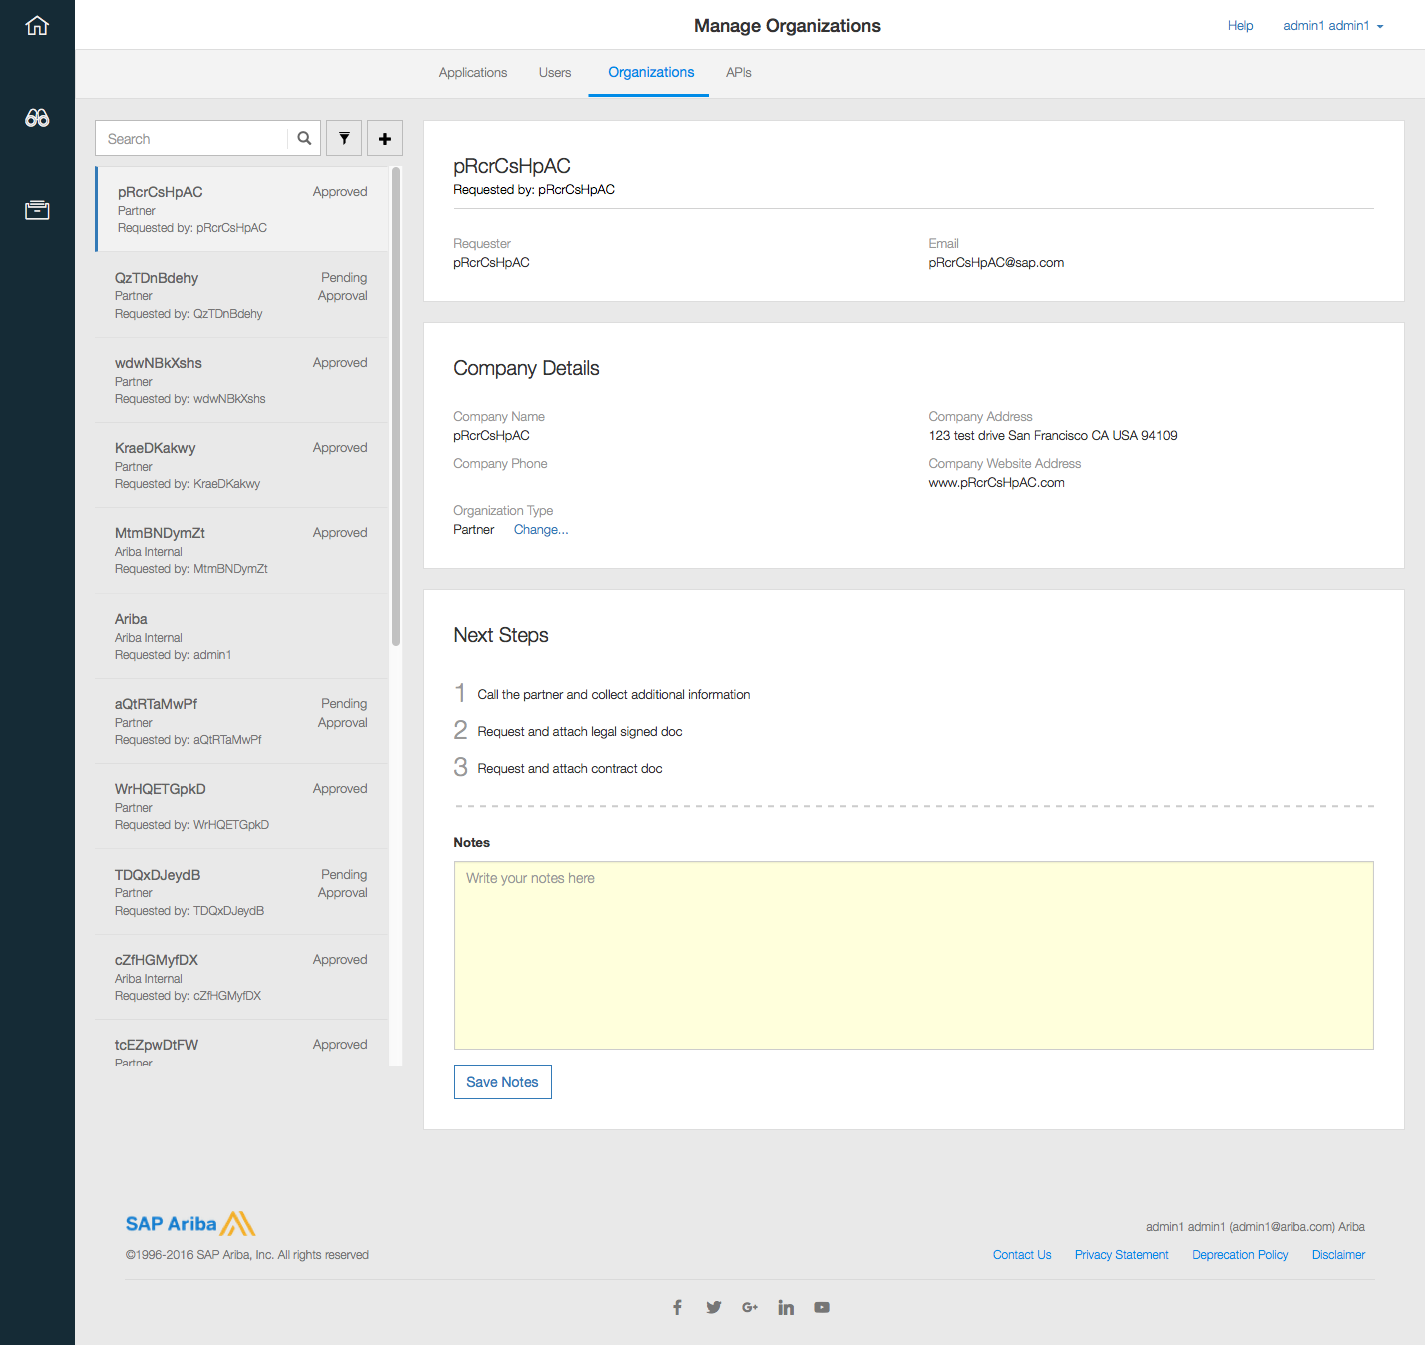 Manage Organizations
Help
admin1 admin1
Applications
Users
Organizations
APIs
Search
pRcrCsHpAC
Approved
Partner
Requested by: pRcrCsHpAC
QzTDnBdehy
Pending Approval
Partner
Requested by: QzTDnBdehy
wdwNBkXshs
Approved
Partner
Requested by: wdwNBkXshs
KraeDKakwy
Approved
Partner
Requested by: KraeDKakwy
MtmBNDymZt
Approved
Ariba Internal
Requested by: MtmBNDymZt
Ariba
Ariba Internal
Requested by: admin1
aQtRTaMwPf
Pending Approval
Partner
Requested by: aQtRTaMwPf
WrHQETGpkD
Approved
Partner
Requested by: WrHQETGpkD
TDQxDJeydB
Pending Approval
Partner
Requested by: TDQxDJeydB
cZfHGMyfDX
Approved
Ariba Internal
Requested by: cZfHGMyfDX
tcEZpwDtFW
Approved
Partner
pRcrCsHpAC
Requested by: pRcrCsHpAC
Requester
pRcrCsHpAC
Email
pRcrCsHpAC@sap.com
Company Details
Company Name
pRcrCsHpAC
Company Address
123 test drive San Francisco CA USA 94109
Company Phone
Company Website Address
www.pRcrCsHpAC.com
Organization Type
Partner Change...
Next Steps
1 Call the partner and collect additional information
2 Request and attach legal signed doc
3 Request and attach contract doc
Notes
Write your notes here
Save Notes
SAP Ariba
©1996-2016 SAP Ariba, Inc. All rights reserved
admin1 admin1 (admin1@ariba.com) Ariba
Contact Us
Privacy Statement
Deprecation Policy
Disclaimer